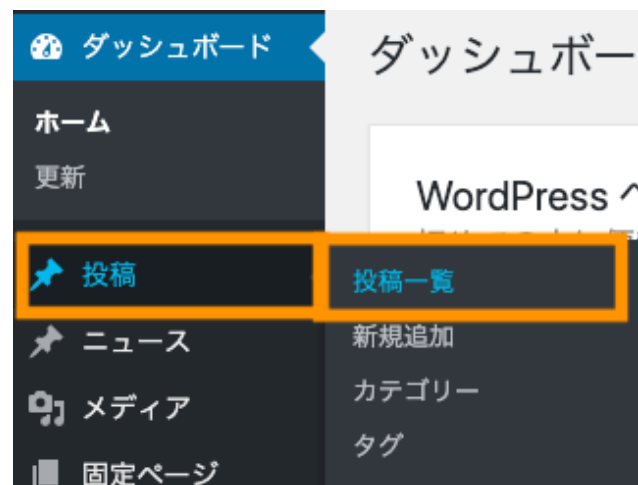 ダッシュボード
ホーム
更新
投稿
ニュース
メディア
固定ページ
ダッシュボー
WordPress へ
投稿一覧
新規追加
カテゴリー
タグ